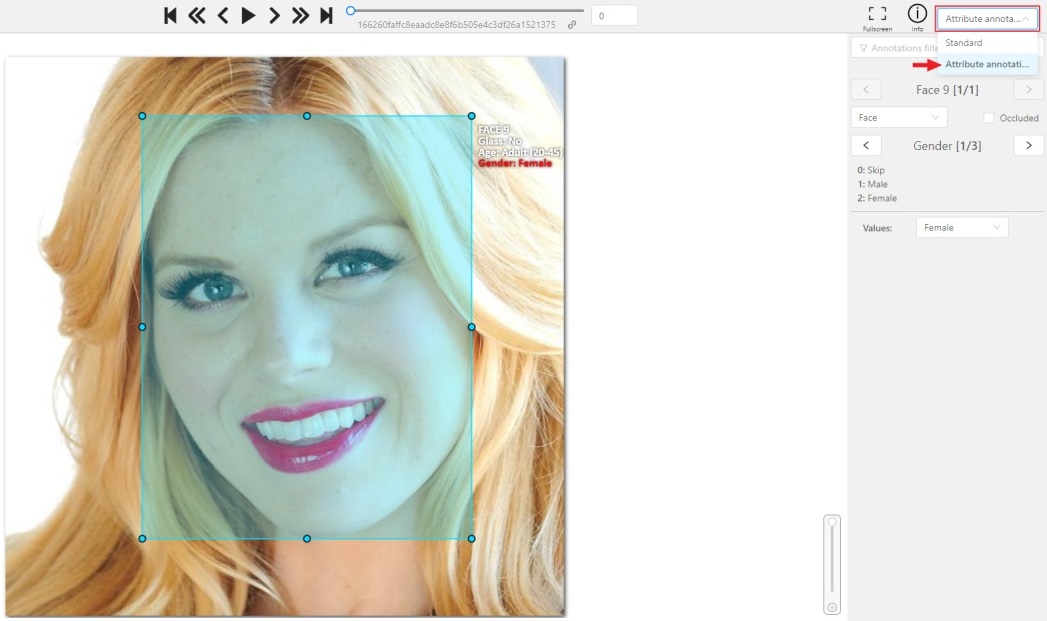 166260faffc8eaadc8e8f6b505e4c3df26a1521375
0
Fullscreen
Info
Attribute annota...
Standard
Attribute annotati...
Annotations filte
Face 9 [1/1]
Face
Occluded
Gender [1/3]
0: Skip
1: Male
2: Female
Values:
Female
FACE 9
Glass: No
Age: Adult (20-45)
Gender: Female